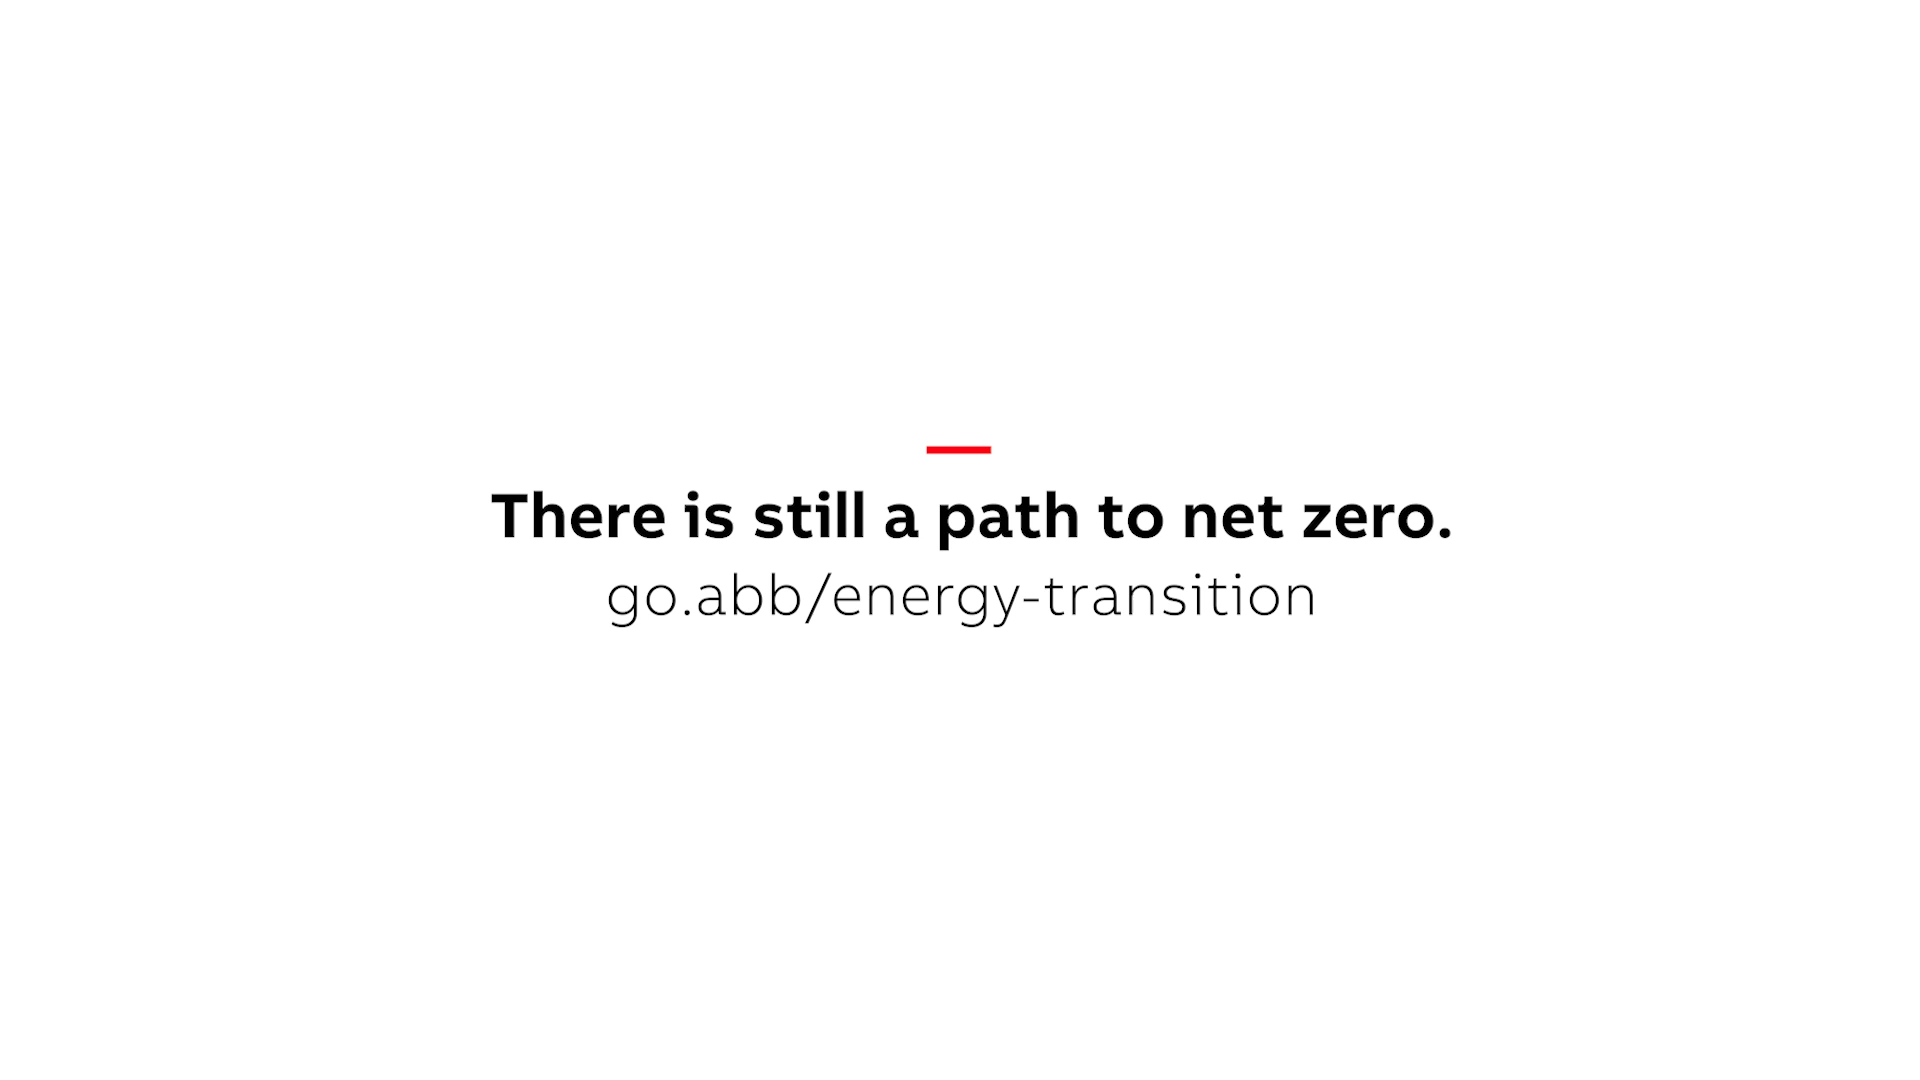 There is still a path to net zero.
go.abb/energy-transition